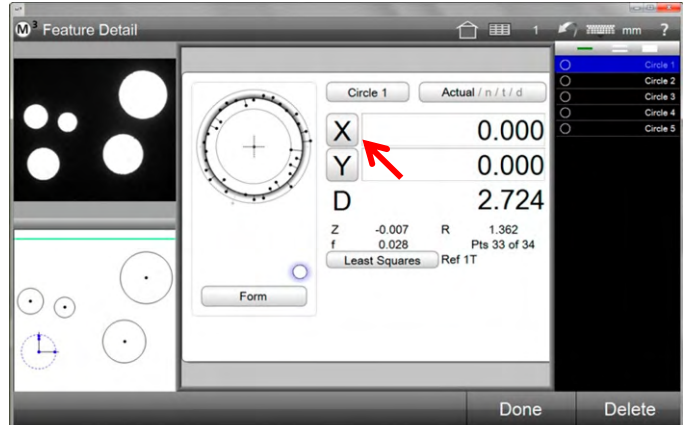 M³ Feature Detail 1 mm ?
Circle 1 Actual / n / t / d
X 0.000
Y 0.000
D 2.724
Z -0.007 R 1.362
f 0.028 Pts 33 of 34
Least Squares Ref 1T
Form
Circle 1
Circle 2
Circle 3
Circle 4
Circle 5
Done Delete